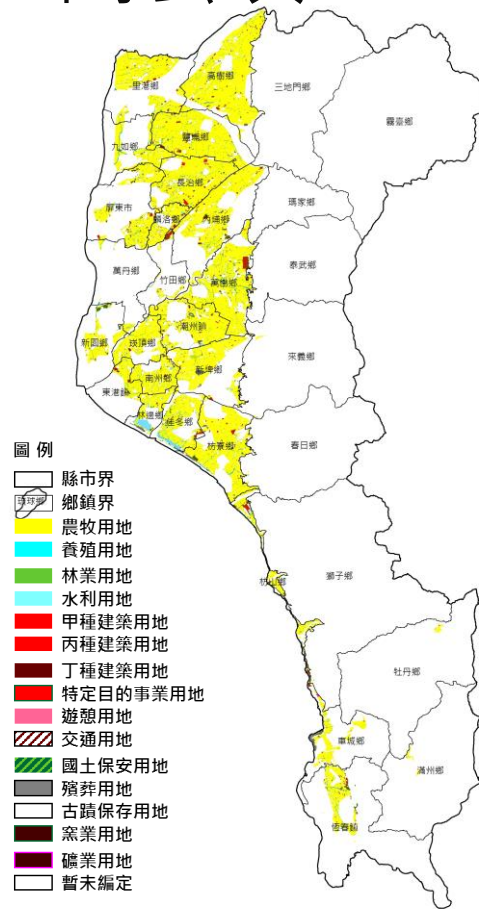 里港鄉
高樹鄉
三地門鄉
霧臺鄉
九如鄉
鹽埔鄉
長治鄉
屏東市
麟洛鄉
內埔鄉
瑪家鄉
萬丹鄉
竹田鄉
萬巒鄉
泰武鄉
新園鄉
崁頂鄉
潮州鎮
來義鄉
東港鎮
南州鄉
新埤鄉
林邊鄉
佳冬鄉
枋寮鄉
春日鄉
枋山鄉
獅子鄉
牡丹鄉
車城鄉
滿州鄉
恆春鎮
圖例
縣市界
琉球鄉 鄉鎮界
農牧用地
養殖用地
林業用地
水利用地
甲種建築用地
丙種建築用地
丁種建築用地
特定目的事業用地
遊憩用地
交通用地
國土保安用地
殯葬用地
古蹟保存用地
窯業用地
礦業用地
暫未編定